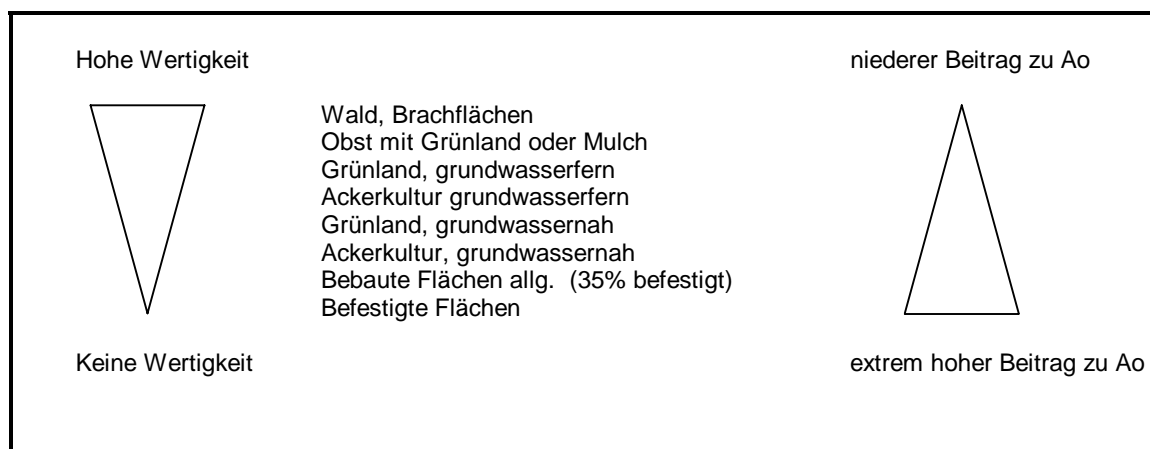 Hohe Wertigkeit
niederer Beitrag zu Ao
Wald, Brachflächen
Obst mit Grünland oder Mulch
Grünland, grundwasserfern
Ackerkultur grundwasserfern
Grünland, grundwassernah
Ackerkultur, grundwassernah
Bebaute Flächen allg. (35% befestigt)
Befestigte Flächen
Keine Wertigkeit
extrem hoher Beitrag zu Ao